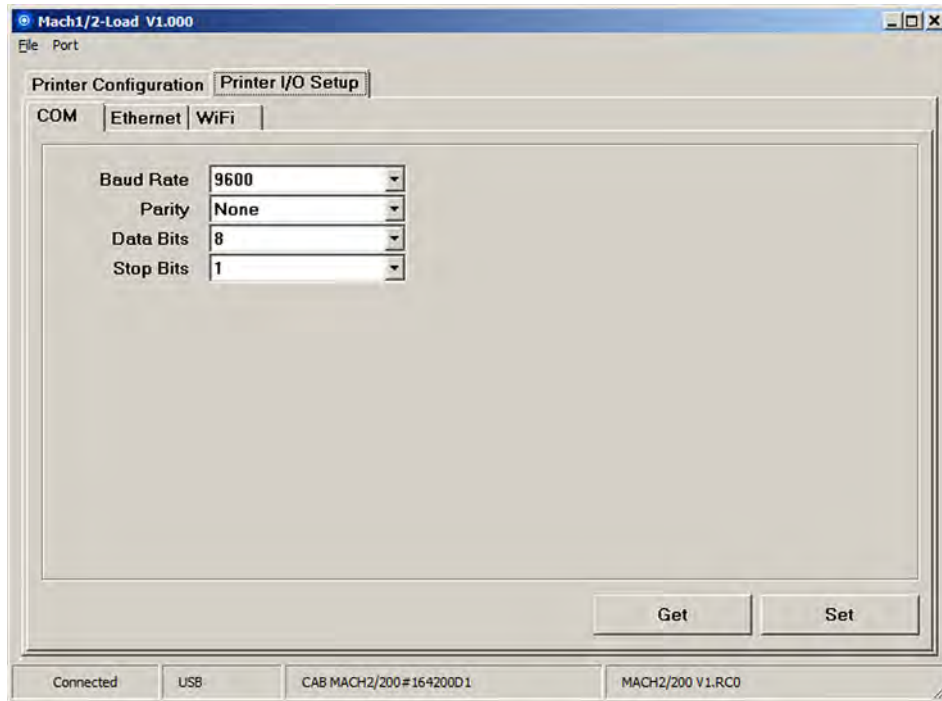 Mach1/2-Load V1.000
File Port
Printer Configuration Printer I/O Setup
COM Ethernet WiFi
Baud Rate 9600
Parity None
Data Bits 8
Stop Bits 1
Get Set
Connected USB CAB MACH2/200#164200D1 MACH2/200 V1.RC0